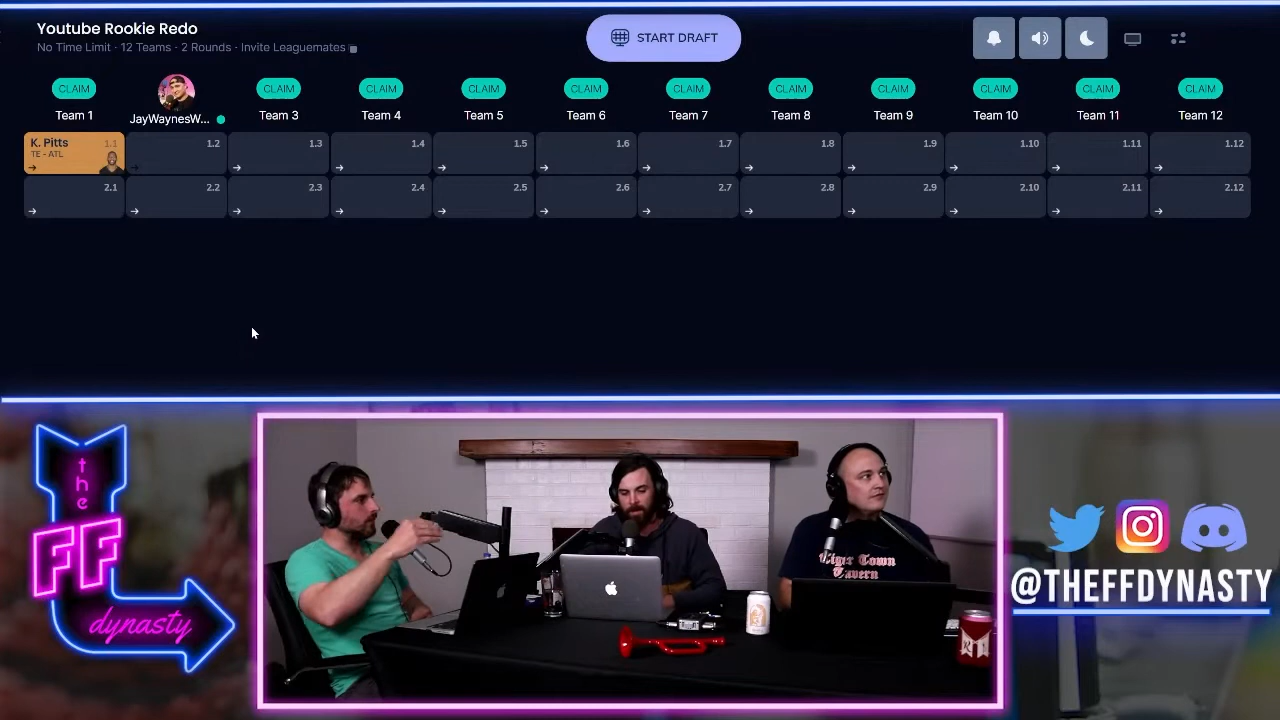 Youtube Rookie Redo
No Time Limit · 12 Teams · 2 Rounds · Invite Leaguemates
START DRAFT
CLAIM CLAIM CLAIM CLAIM CLAIM CLAIM CLAIM CLAIM CLAIM CLAIM CLAIM
Team 1 JayWaynesW... Team 3 Team 4 Team 5 Team 6 Team 7 Team 8 Team 9 Team 10 Team 11 Team 12
K. Pitts 1.1 1.2 1.3 1.4 1.5 1.6 1.7 1.8 1.9 1.10 1.11 1.12
TE - ATL
2.1 2.2 2.3 2.4 2.5 2.6 2.7 2.8 2.9 2.10 2.11 2.12
the
FF
dynasty
Tiger Town
Tavern
@THEFFDYNASTY